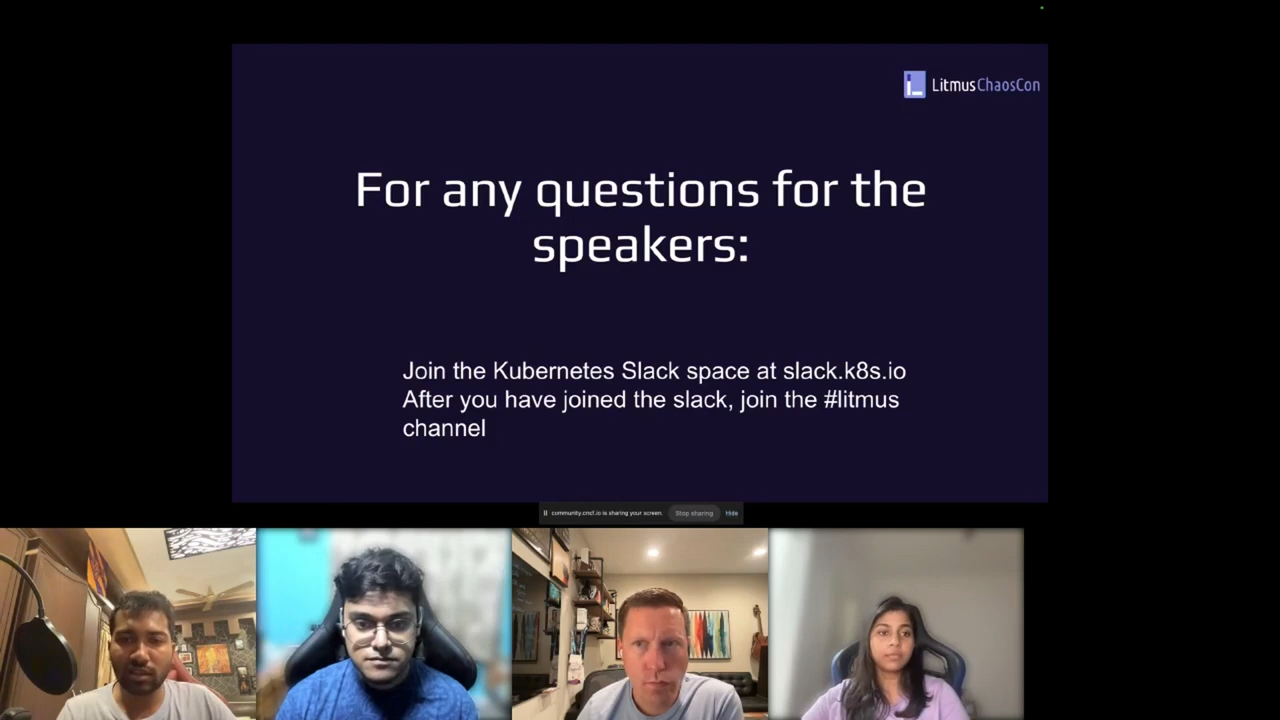 LitmusChaosCon
For any questions for the
speakers:
Join the Kubernetes Slack space at slack.k8s.io
After you have joined the slack, join the #litmus
channel
community.cncf.io is sharing your screen.
Stop sharing
Hide